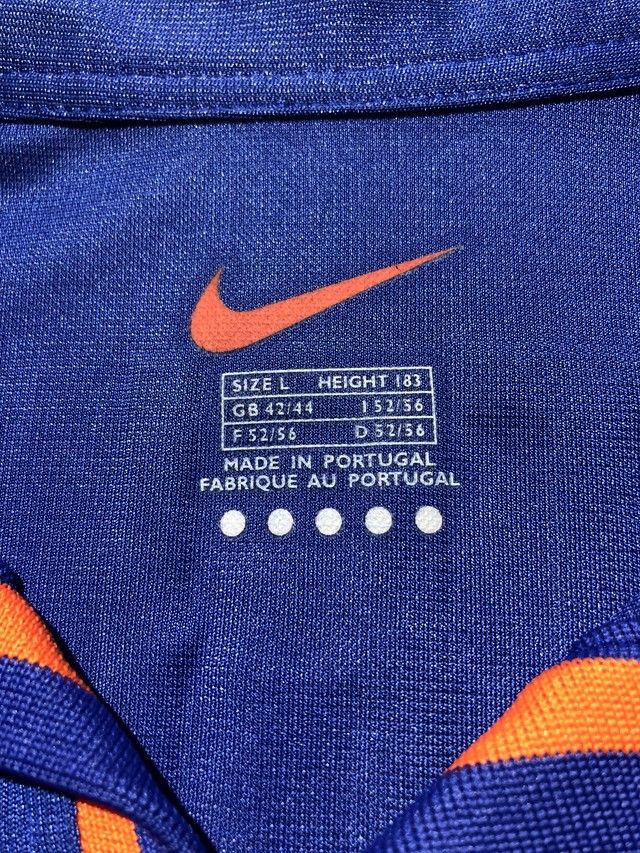 SIZE L HEIGHT 183
GB 42/44 I 52/56
F 52/56 D 52/56
MADE IN PORTUGAL
FABRIQUE AU PORTUGAL